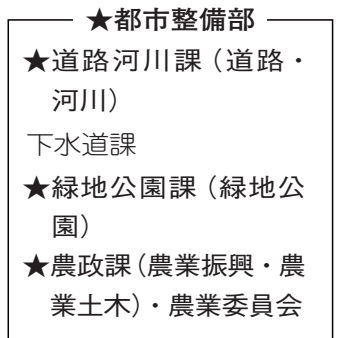 ★都市整備部
★道路河川課（道路・
河川）
下水道課
★緑地公園課（緑地公
園）
★農政課（農業振興・農
業土木）・農業委員会